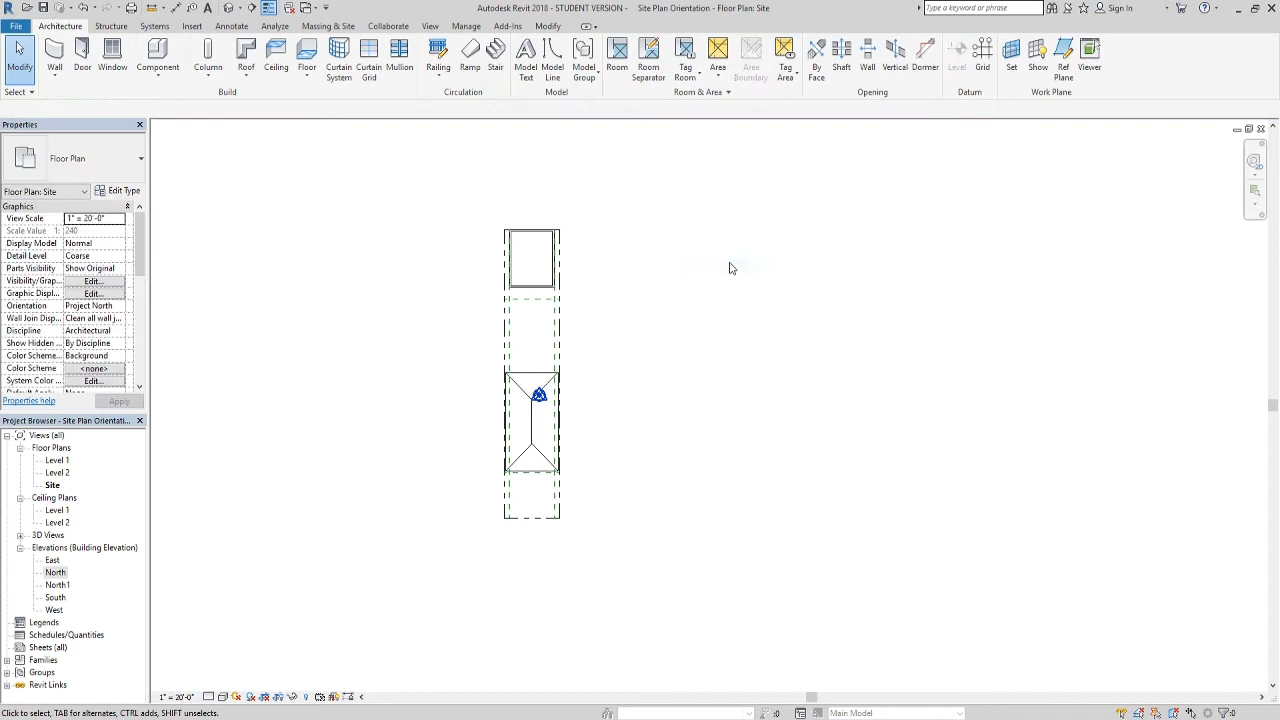 Autodesk Revit 2018 - STUDENT VERSION - Site Plan Orientation - Floor Plan: Site
Type a keyword or phrase
Sign In
File Architecture Structure Systems Insert Annotate Analyze Massing & Site Collaborate View Manage Add-Ins Modify
Modify Wall Door Window Component Column Roof Ceiling Floor Curtain System Curtain Grid Mullion Railing Ramp Stair Model Text Model Line Model Group Room Room Separator Tag Room Area Area Boundary Tag Area By Face Shaft Wall Vertical Dormer Level Grid Set Show Ref Plane Viewer
Select Build Circulation Model Room & Area Opening Datum Work Plane
Properties
Floor Plan
Floor Plan: Site Edit Type
Graphics
View Scale 1" = 20'-0"
Scale Value 1: 240
Display Model Normal
Detail Level Coarse
Parts Visibility Show Original
Visibility/Grap... Edit...
Graphic Displ... Edit...
Orientation Project North
Wall Join Disp... Clean all wall j...
Discipline Architectural
Show Hidden ... By Discipline
Color Scheme... Background
Color Scheme <none>
System Color ... Edit...
Properties help Apply
Project Browser - Site Plan Orientati...
Views (all)
Floor Plans
Level 1
Level 2
Site
Ceiling Plans
Level 1
Level 2
3D Views
Elevations (Building Elevation)
East
North
North1
South
West
Legends
Schedules/Quantities
Sheets (all)
Families
Groups
Revit Links
1" = 20'-0"
Click to select, TAB for alternates, CTRL adds, SHIFT unselects.
:0
Main Model
:0